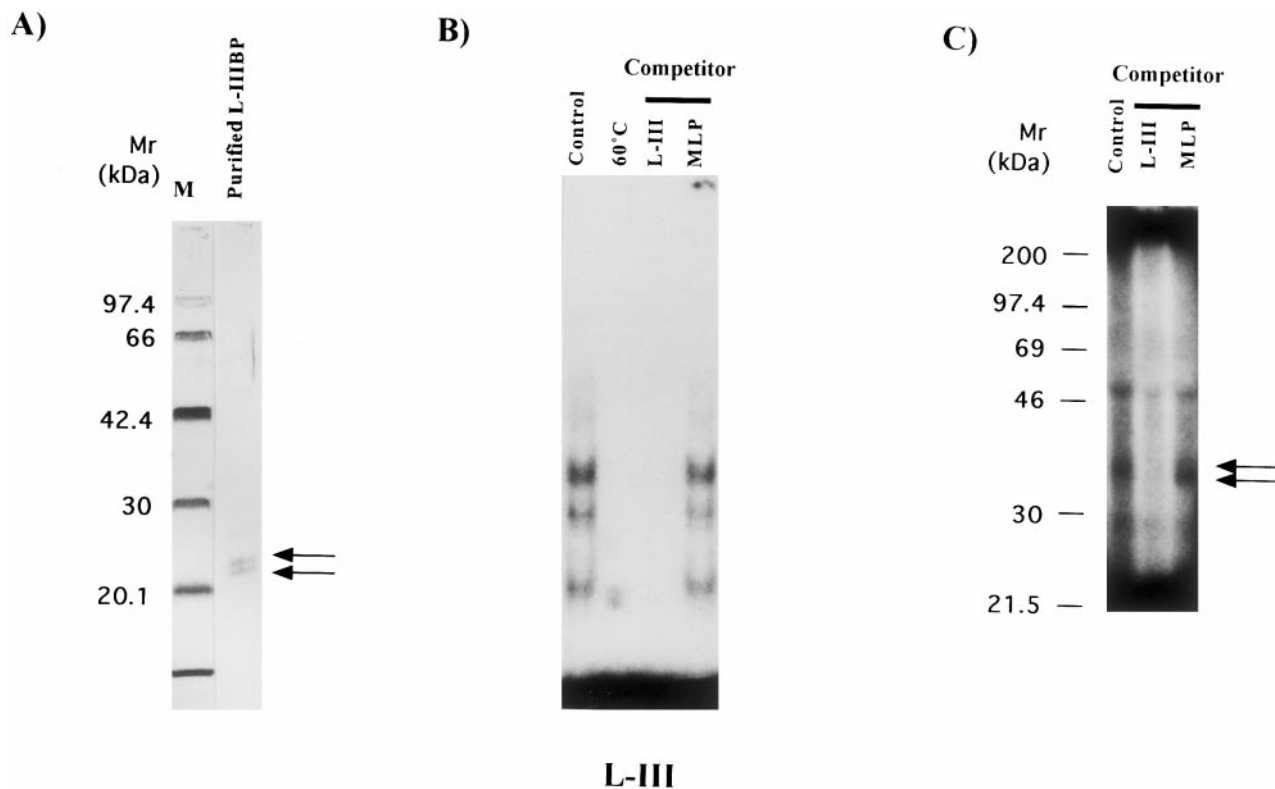 A)
Purified L-IIIBP
Mr
(kDa)
M
97.4
66
42.4
30
20.1
B)
Competitor
Control
60°C
L-III
MLP
L-III
C)
Competitor
Mr
(kDa)
Control
L-III
MLP
200
97.4
69
46
30
21.5